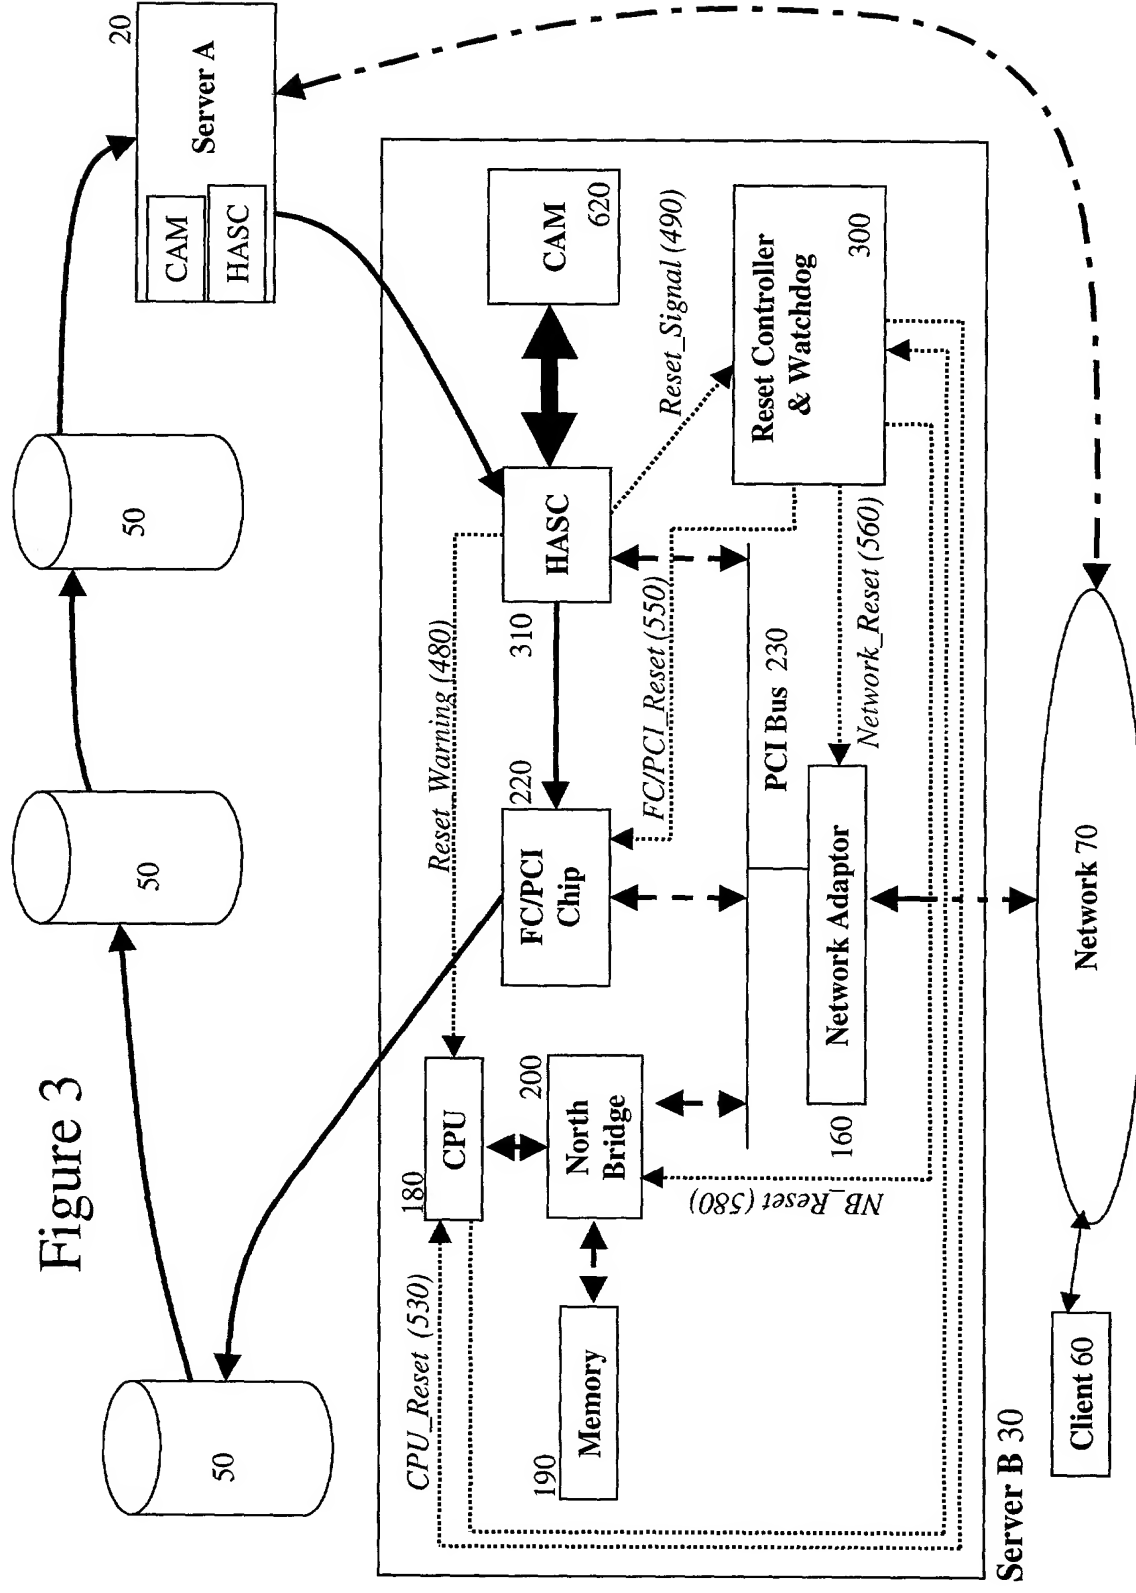 Figure 3
50
50
50
20
Server A
CAM
HASC
CPU_Reset (530)
180
CPU
Reset_Warning (480)
190
Memory
200
North
Bridge
220
FC/PCI
Chip
310
HASC
CAM
620
Reset_Signal (490)
FC/PCI_Reset (550)
NB_Reset (580)
PCI Bus 230
Reset Controller
& Watchdog
300
160
Network Adaptor
Network_Reset (560)
Server B 30
Client 60
Network 70